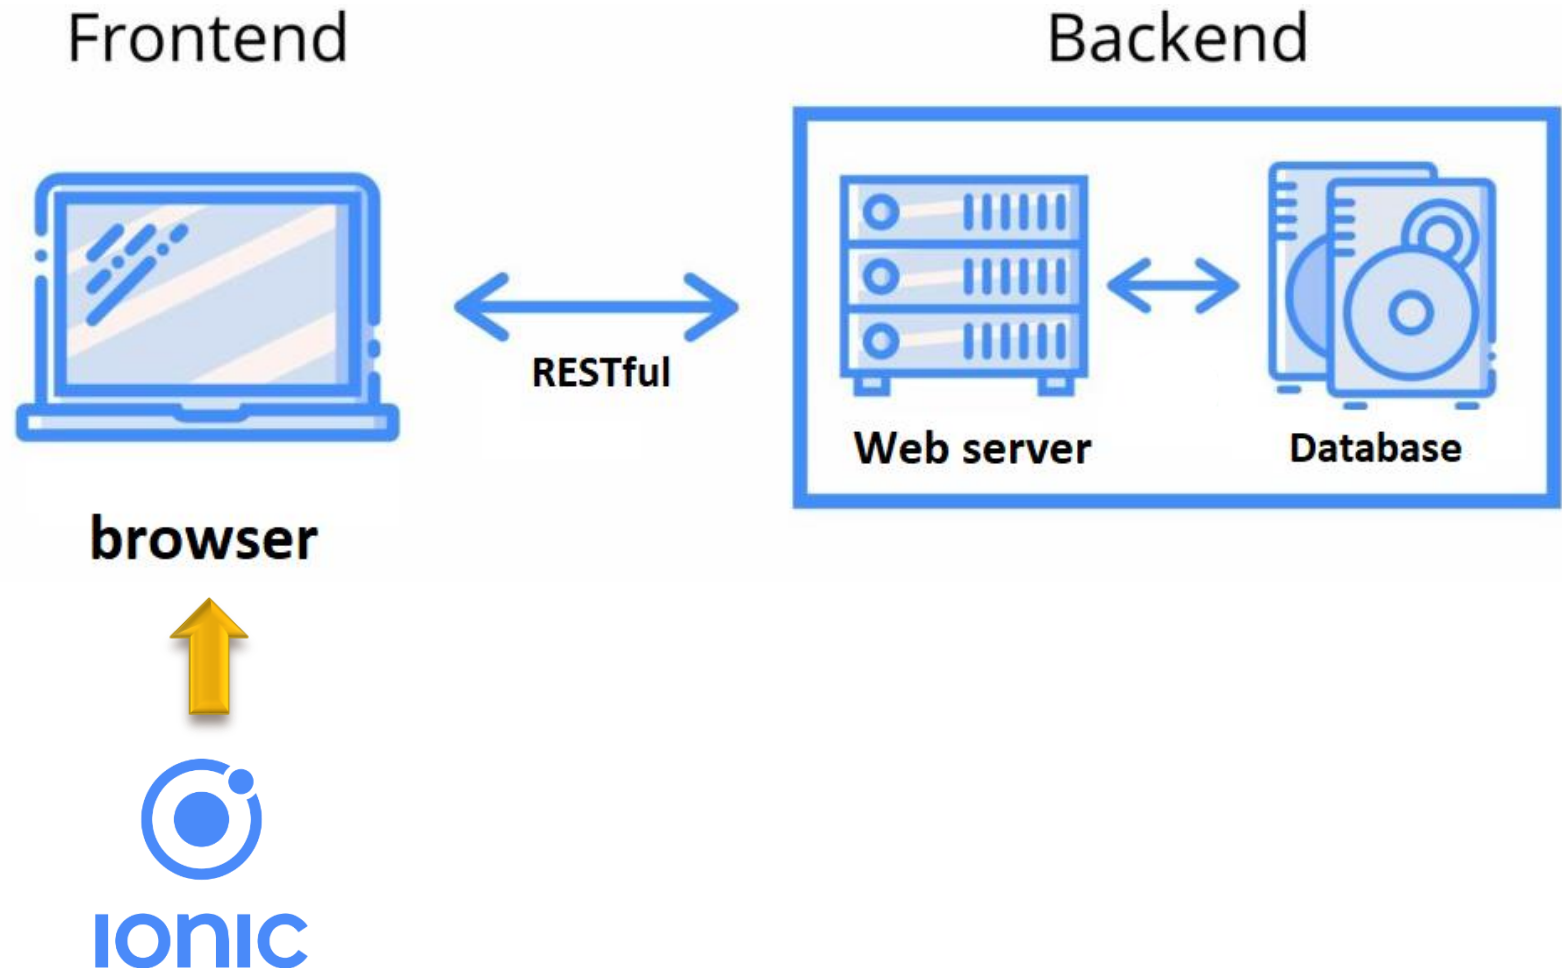 Frontend
Backend
RESTful
Web server
Database
browser
ionic